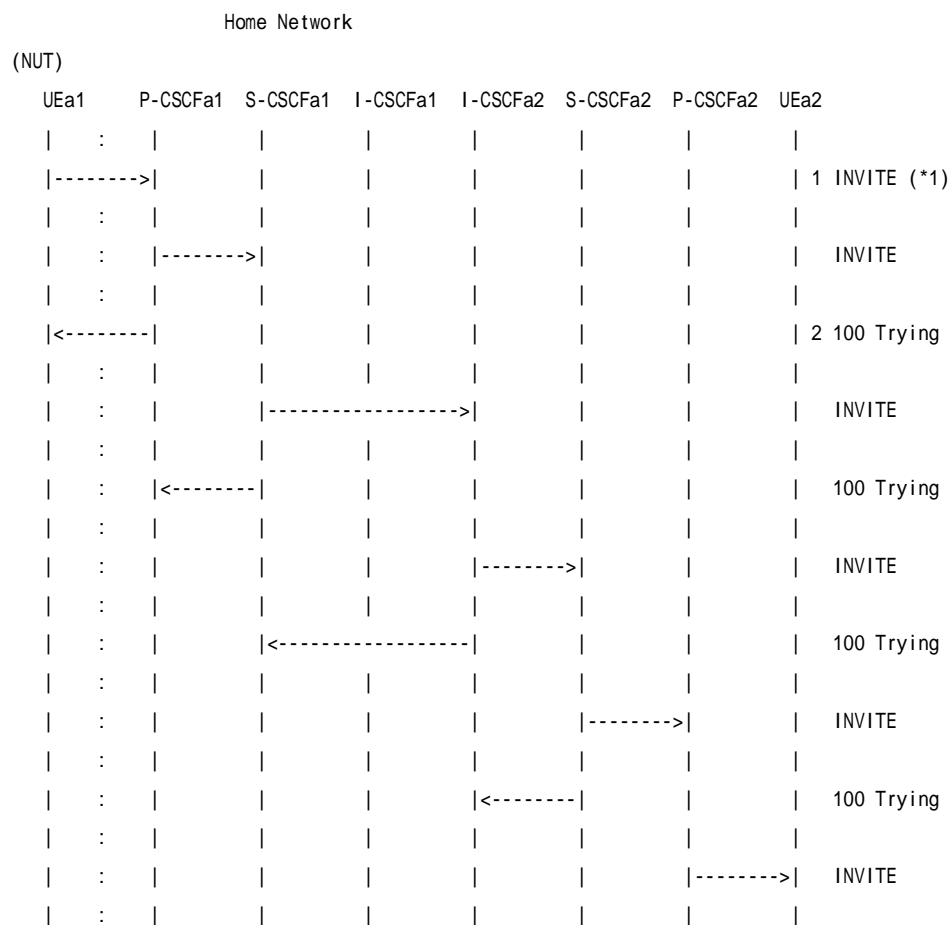 Home Network
(NUT)
UEa1 P-CSCFa1 S-CSCFa1 I-CSCFa1 I-CSCFa2 S-CSCFa2 P-CSCFa2 UEa2
| : | | | | | | |
|-------->| | | | | | | 1 INVITE (*1)
| : | | | | | | |
| : |-------->| | | | | | INVITE
| : | | | | | | |
|<--------| | | | | | | 2 100 Trying
| : | | | | | | |
| : | |------------------>| | | | INVITE
| : | | | | | | |
| : |<--------| | | | | | 100 Trying
| : | | | | | | |
| : | | | |-------->| | | INVITE
| : | | | | | | |
| : | |<------------------| | | | 100 Trying
| : | | | | | | |
| : | | | | |-------->| | INVITE
| : | | | | | | |
| : | | | |<--------| | | 100 Trying
| : | | | | | | |
| : | | | | | |-------->| INVITE
| : | | | | | | |